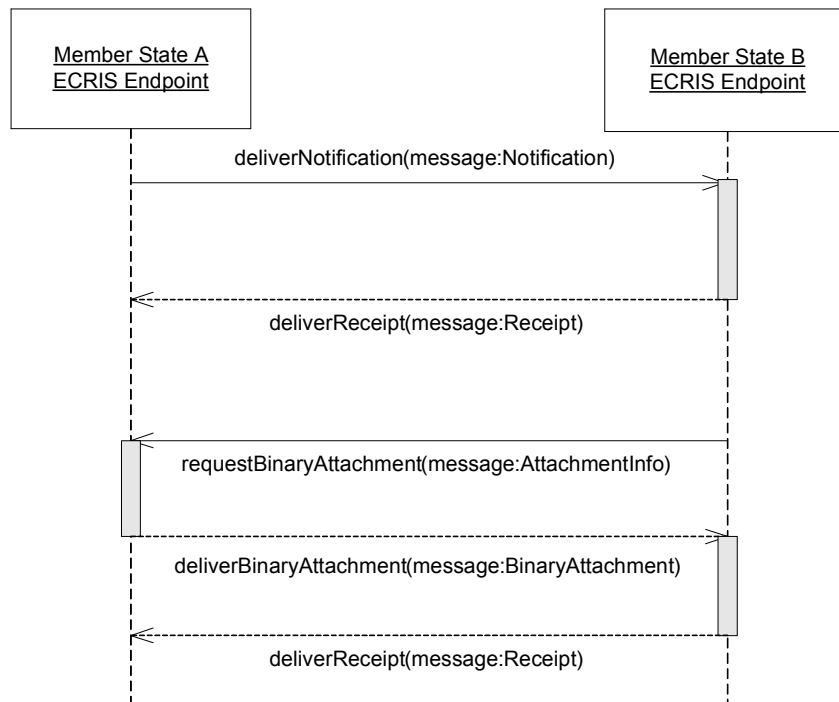 Member State A
ECRIS Endpoint
Member State B
ECRIS Endpoint
deliverNotification(message:Notification)
deliverReceipt(message:Receipt)
requestBinaryAttachment(message:AttachmentInfo)
deliverBinaryAttachment(message:BinaryAttachment)
deliverReceipt(message:Receipt)